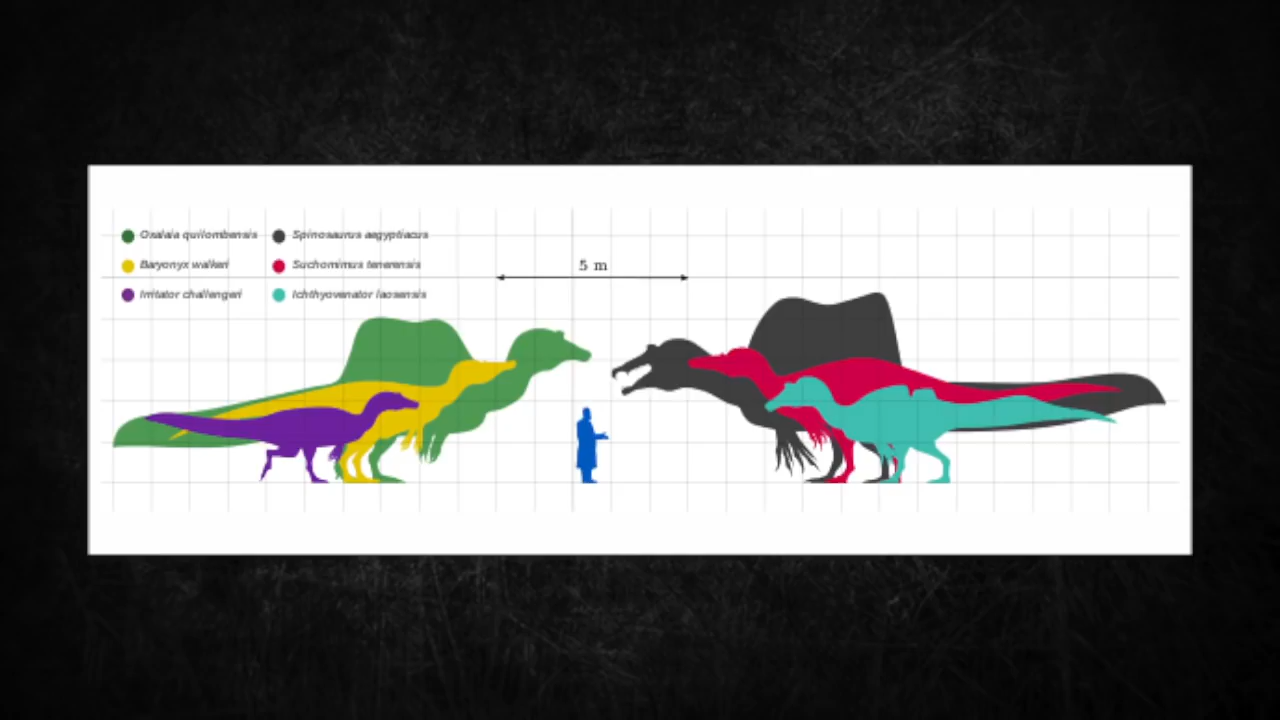 Oxalaia quilombensis
Spinosaurus aegyptiacus
Baryonyx walkeri
Suchomimus tenerensis
Irritator challengeri
Ichthyovenator laosensis
5 m